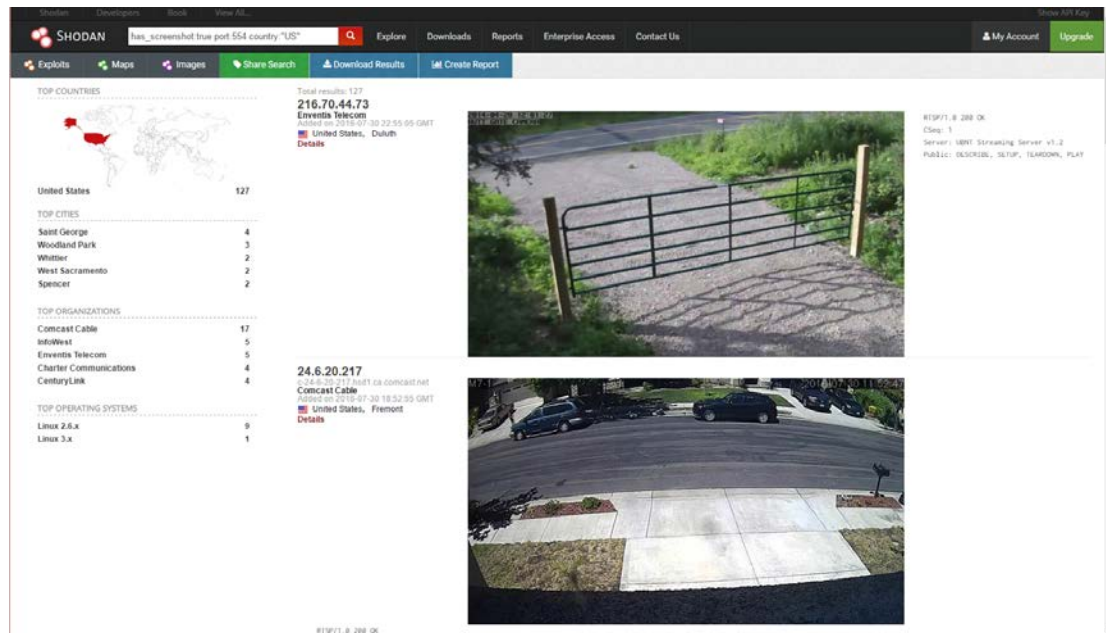 Shodan Developers Book View All... Show API Key
SHODAN has_screenshot:true port:554 country:"US" Explore Downloads Reports Enterprise Access Contact Us My Account Upgrade
Exploits Maps Images Share Search Download Results Create Report
TOP COUNTRIES
United States 127
TOP CITIES
Saint George 4
Woodland Park 3
Whittier 2
West Sacramento 2
Spencer 2
TOP ORGANIZATIONS
Comcast Cable 17
InfoWest 5
Enventis Telecom 5
Charter Communications 4
CenturyLink 4
TOP OPERATING SYSTEMS
Linux 2.6.x 9
Linux 3.x 1
Total results: 127
216.70.44.73
Enventis Telecom
Added on 2018-07-30 22:55:05 GMT
United States, Duluth
Details
RTSP/1.0 200 OK
CSeq: 1
Server: UBNT Streaming Server v1.2
Public: DESCRIBE, SETUP, TEARDOWN, PLAY
24.6.20.217
c-24-6-20-217.hsd1.ca.comcast.net
Comcast Cable
Added on 2018-07-30 18:52:55 GMT
United States, Fremont
Details
RTSP/1.0 200 OK